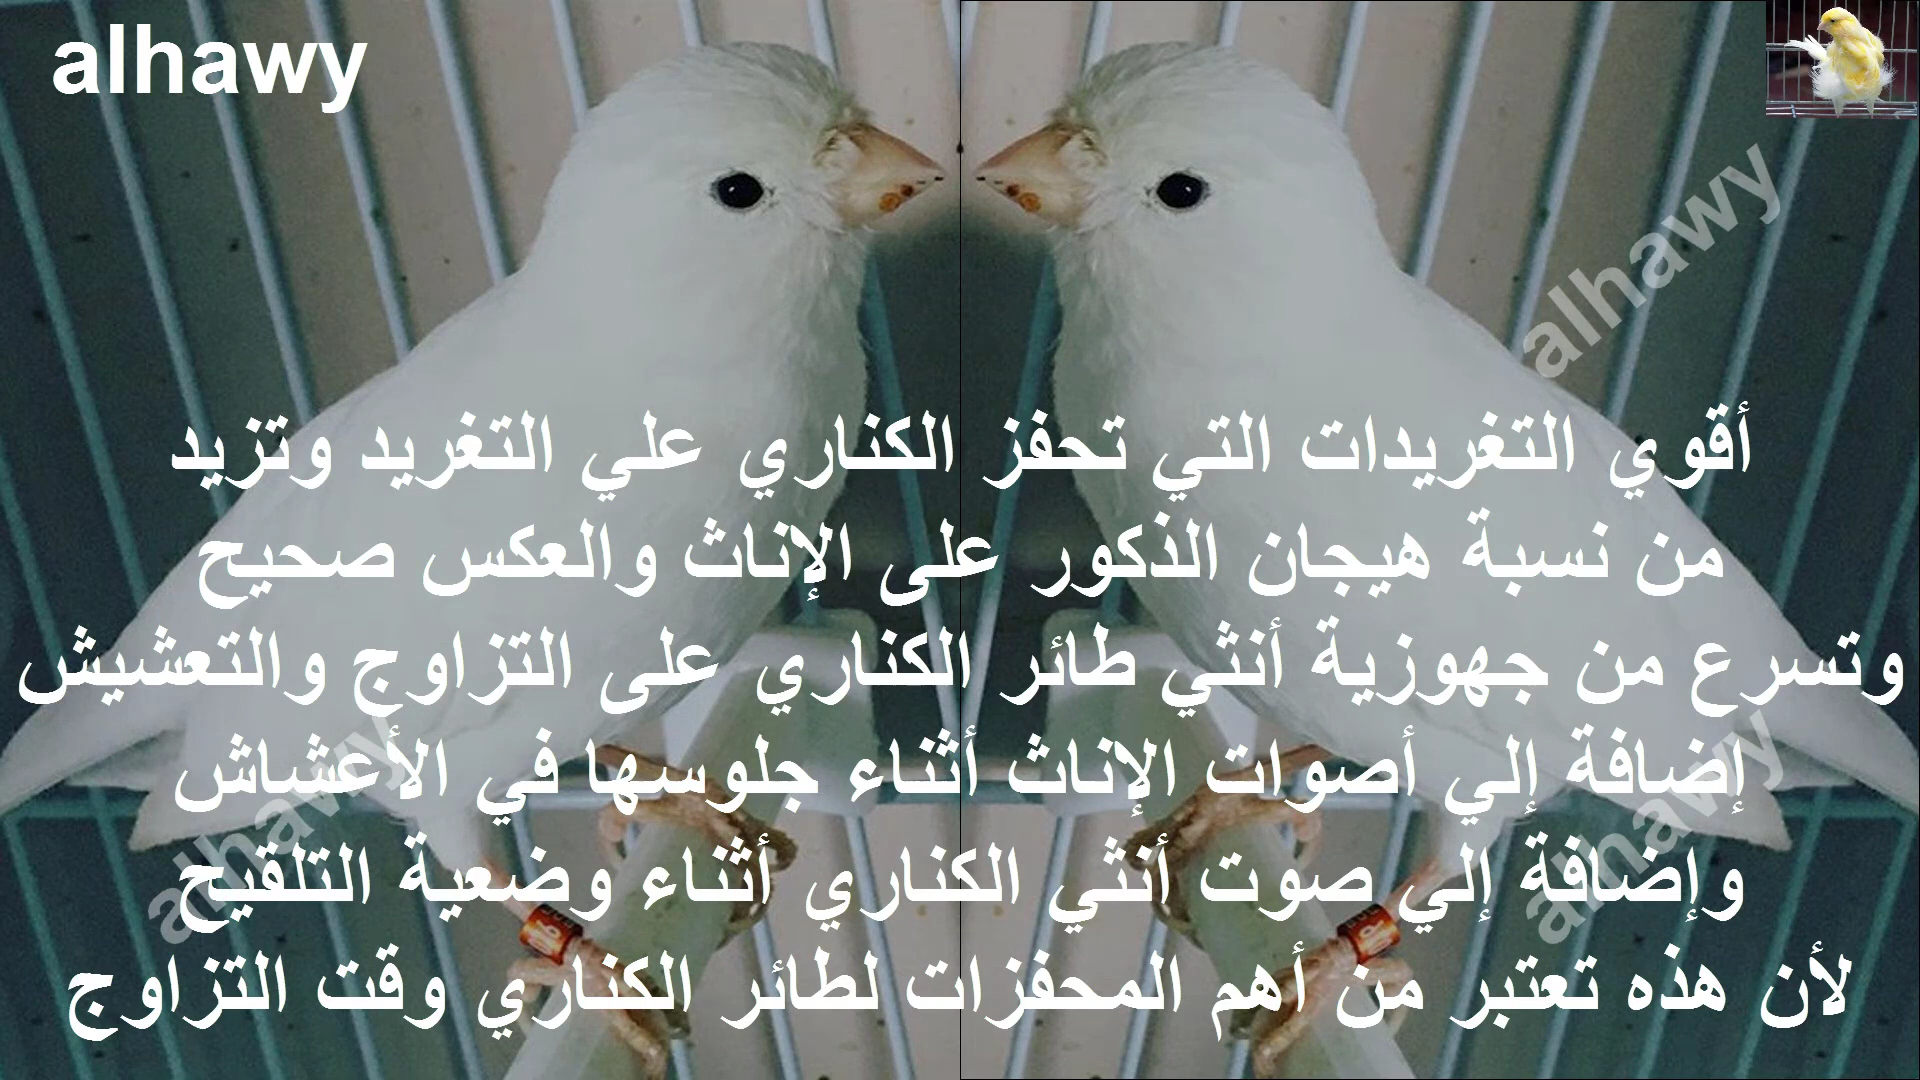 alhawy
alhawy
أقوي التغريدات التي تحفز الكناري علي التغريد وتزيد
من نسبة هيجان الذكور على الإناث والعكس صحيح
وتسرع من جهوزية أنثي طائر الكناري على التزاوج والتعشيش
إضافة إلي أصوات الإناث أثناء جلوسها في الأعشاش
alhawy
alhawy
وإضافة إلي صوت أنثي الكناري أثناء وضعية التلقيح
لأن هذه تعتبر من أهم المحفزات لطائر الكناري وقت التزاوج